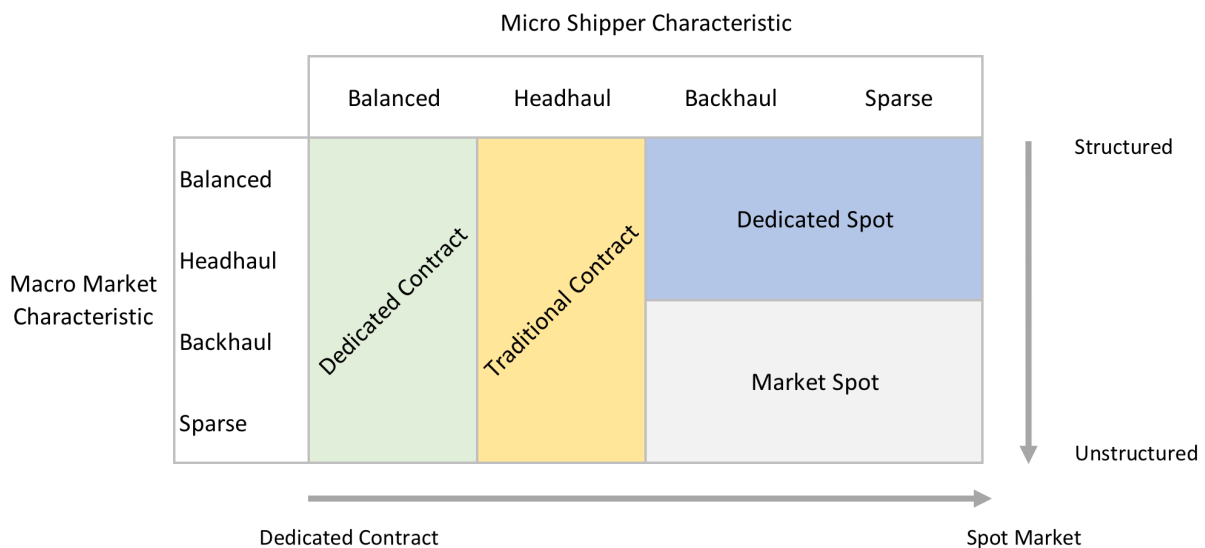 Micro Shipper Characteristic
Balanced Headhaul Backhaul Sparse
Structured
Balanced
Dedicated Spot
Headhaul
Macro Market
Characteristic
Dedicated Contract
Traditional Contract
Backhaul
Market Spot
Sparse
Unstructured
Dedicated Contract Spot Market